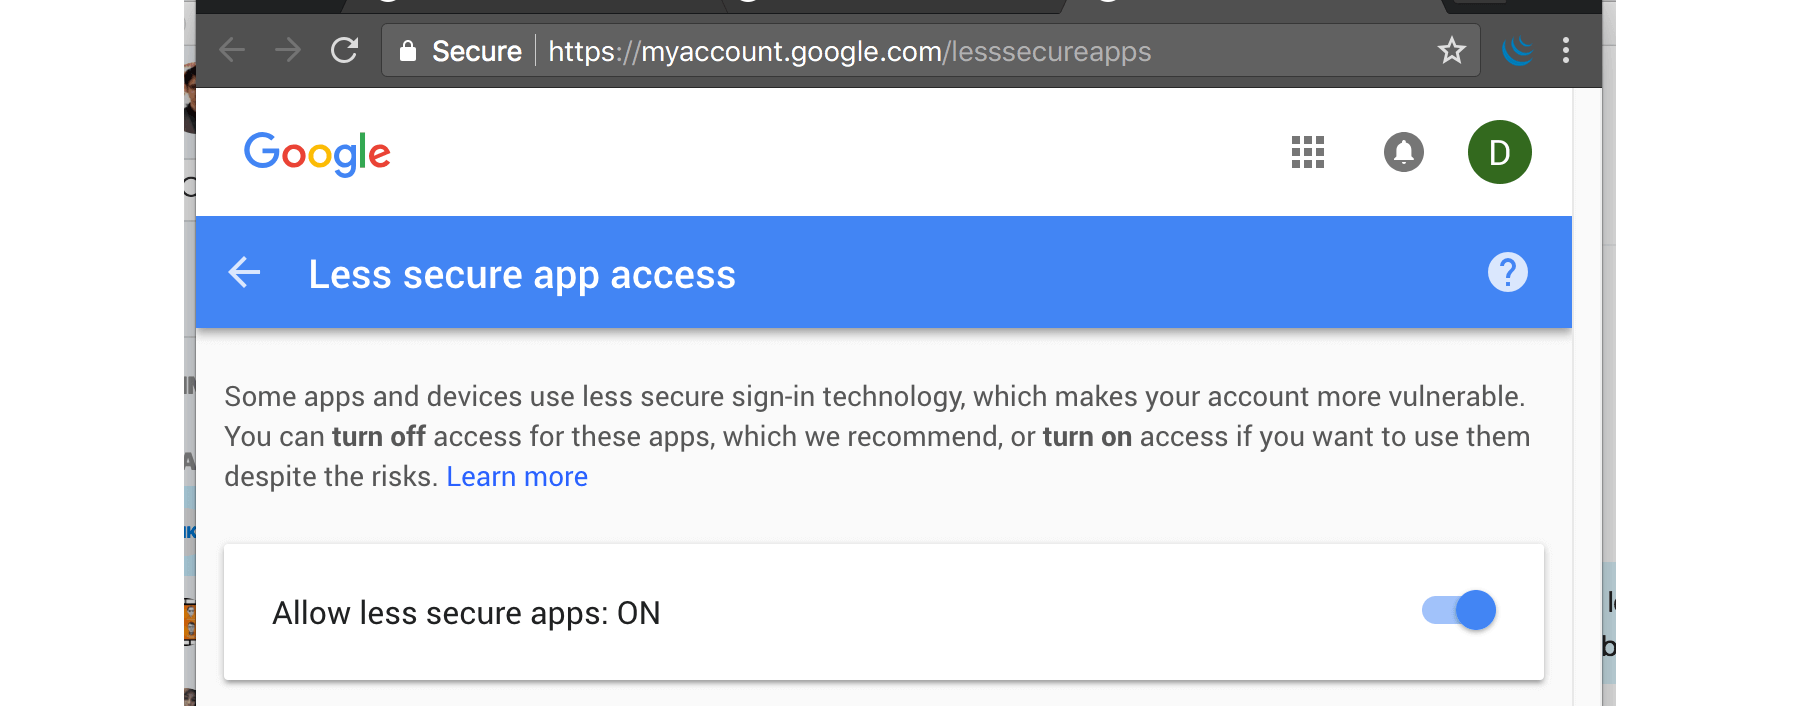 Secure https://myaccount.google.com/lesssecureapps
Google
D
Less secure app access
?
Some apps and devices use less secure sign-in technology, which makes your account more vulnerable.
You can turn off access for these apps, which we recommend, or turn on access if you want to use them
despite the risks. Learn more
Allow less secure apps: ON